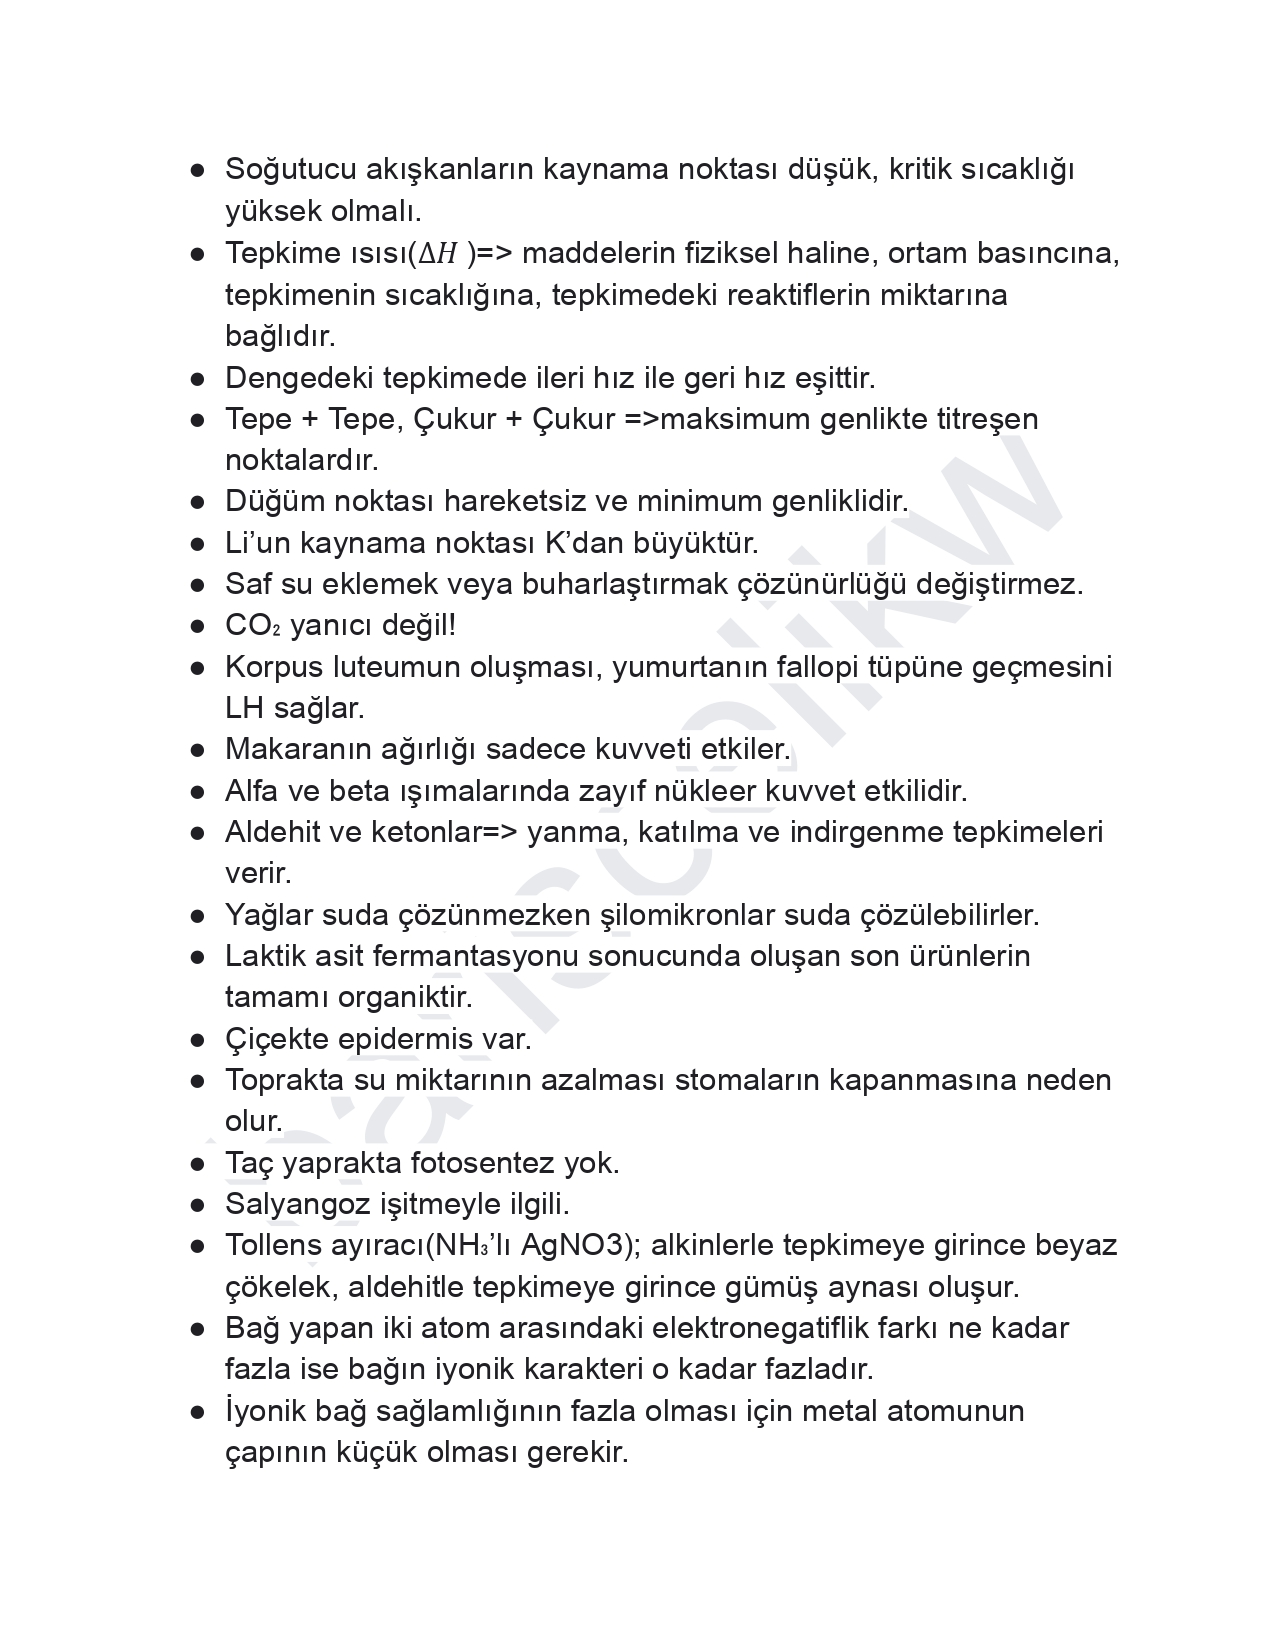 ● Soğutucu akışkanların kaynama noktası düşük, kritik sıcaklığı
yüksek olmalı.
● Tepkime ısısı(Δ𝐻 )=> maddelerin fiziksel haline, ortam basıncına,
tepkimenin sıcaklığına, tepkimedeki reaktiflerin miktarına
bağlıdır.
● Dengedeki tepkimede ileri hız ile geri hız eşittir.
● Tepe + Tepe, Çukur + Çukur =>maksimum genlikte titreşen
noktalardır.
● Düğüm noktası hareketsiz ve minimum genliklidir.
● Li’un kaynama noktası K’dan büyüktür.
● Saf su eklemek veya buharlaştırmak çözünürlüğü değiştirmez.
● CO₂ yanıcı değil!
● Korpus luteumun oluşması, yumurtanın fallopi tüpüne geçmesini
LH sağlar.
● Makaranın ağırlığı sadece kuvveti etkiler.
● Alfa ve beta ışımalarında zayıf nükleer kuvvet etkilidir.
● Aldehit ve ketonlar=> yanma, katılma ve indirgenme tepkimeleri
verir.
● Yağlar suda çözünmezken şilomikronlar suda çözülebilirler.
● Laktik asit fermantasyonu sonucunda oluşan son ürünlerin
tamamı organiktir.
● Çiçekte epidermis var.
● Toprakta su miktarının azalması stomaların kapanmasına neden
olur.
● Taç yaprakta fotosentez yok.
● Salyangoz işitmeyle ilgili.
● Tollens ayıracı(NH₃’lı AgNO3); alkinlerle tepkimeye girince beyaz
çökelek, aldehitle tepkimeye girince gümüş aynası oluşur.
● Bağ yapan iki atom arasındaki elektronegatiflik farkı ne kadar
fazla ise bağın iyonik karakteri o kadar fazladır.
● İyonik bağ sağlamlığının fazla olması için metal atomunun
çapının küçük olması gerekir.